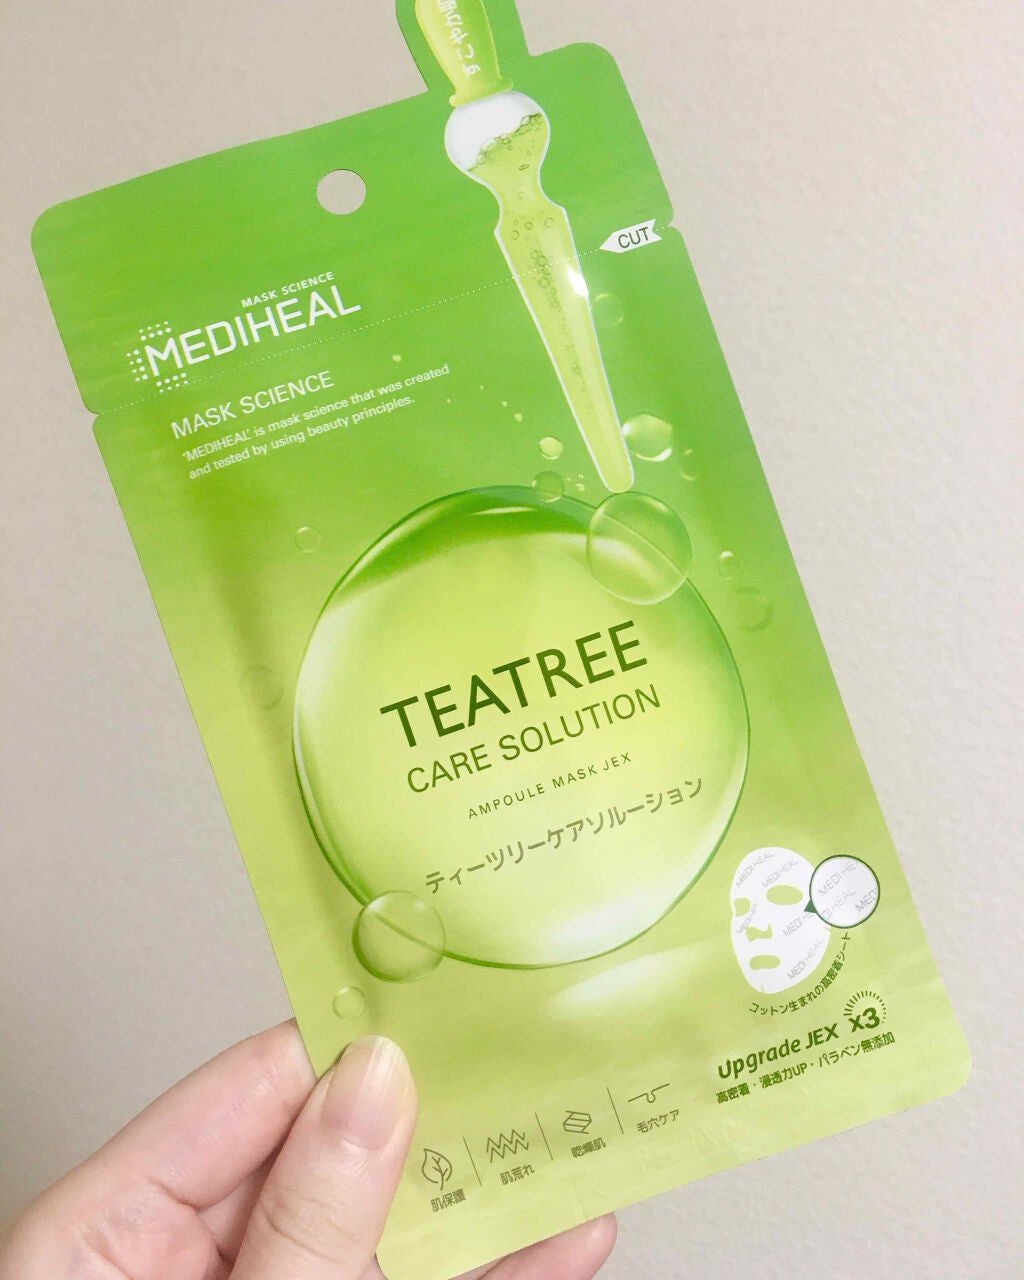 CUT
MASK SCIENCE
MEDIHEAL
MASK SCIENCE
'MEDIHEAL' is mask science that was created
and tested by using beauty principles.
TEATREE
CARE SOLUTION
AMPOULE MASK JEX
ティーツリーケアソルーション
MEDIHEAL
MEDIHEAL
MEDIHEAL
コットン生まれの高密着シート
Upgrade JEX x3
高密着・浸透力UP・パラベン無添加
肌保護
肌荒れ
乾燥肌
毛穴ケア